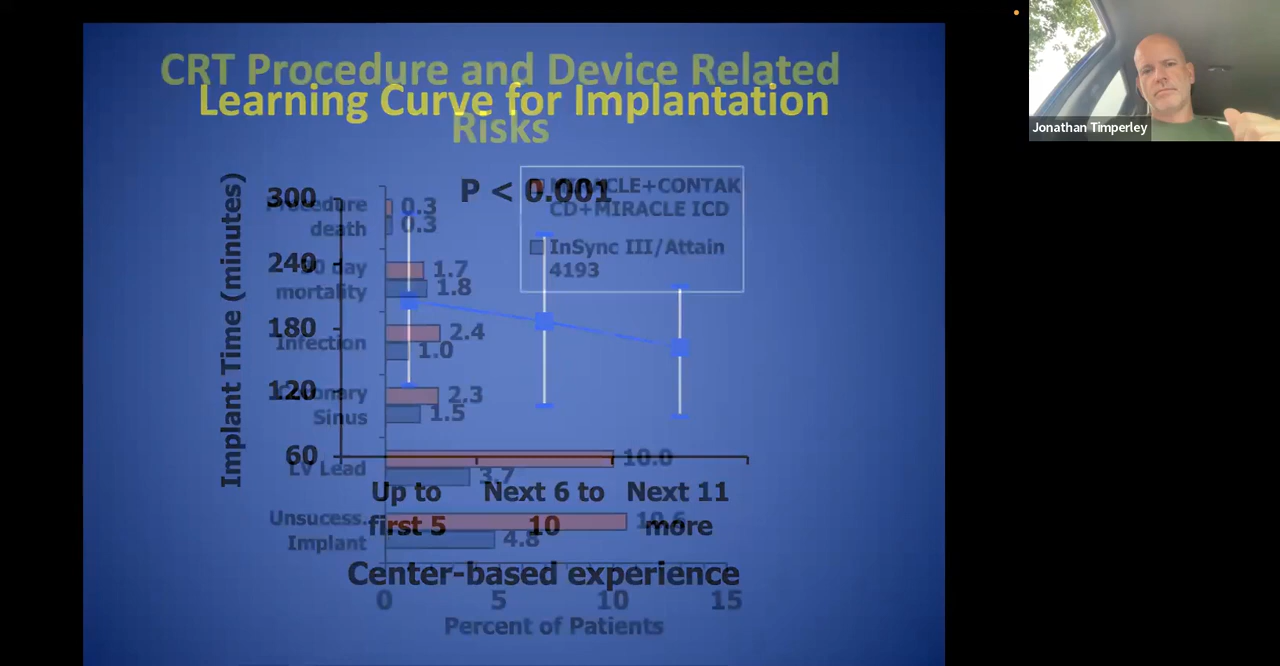 CRT Procedure and Device Related
Risks
Learning Curve for Implantation
P < 0.001
MIRACLE+CONTAK
CD+MIRACLE ICD
InSync III/Attain
4193
Implant Time (minutes)
300
240
180
120
60
Procedure
death
0.3
0.3
30 day
mortality
1.7
1.8
Infection
2.4
1.0
Coronary
Sinus
2.3
1.5
LV Lead
10.0
3.7
Unsucess.
Implant
10.6
4.8
Up to
first 5
Next 6 to
10
Next 11
more
Center-based experience
0
5
10
15
Percent of Patients
Jonathan Timperley